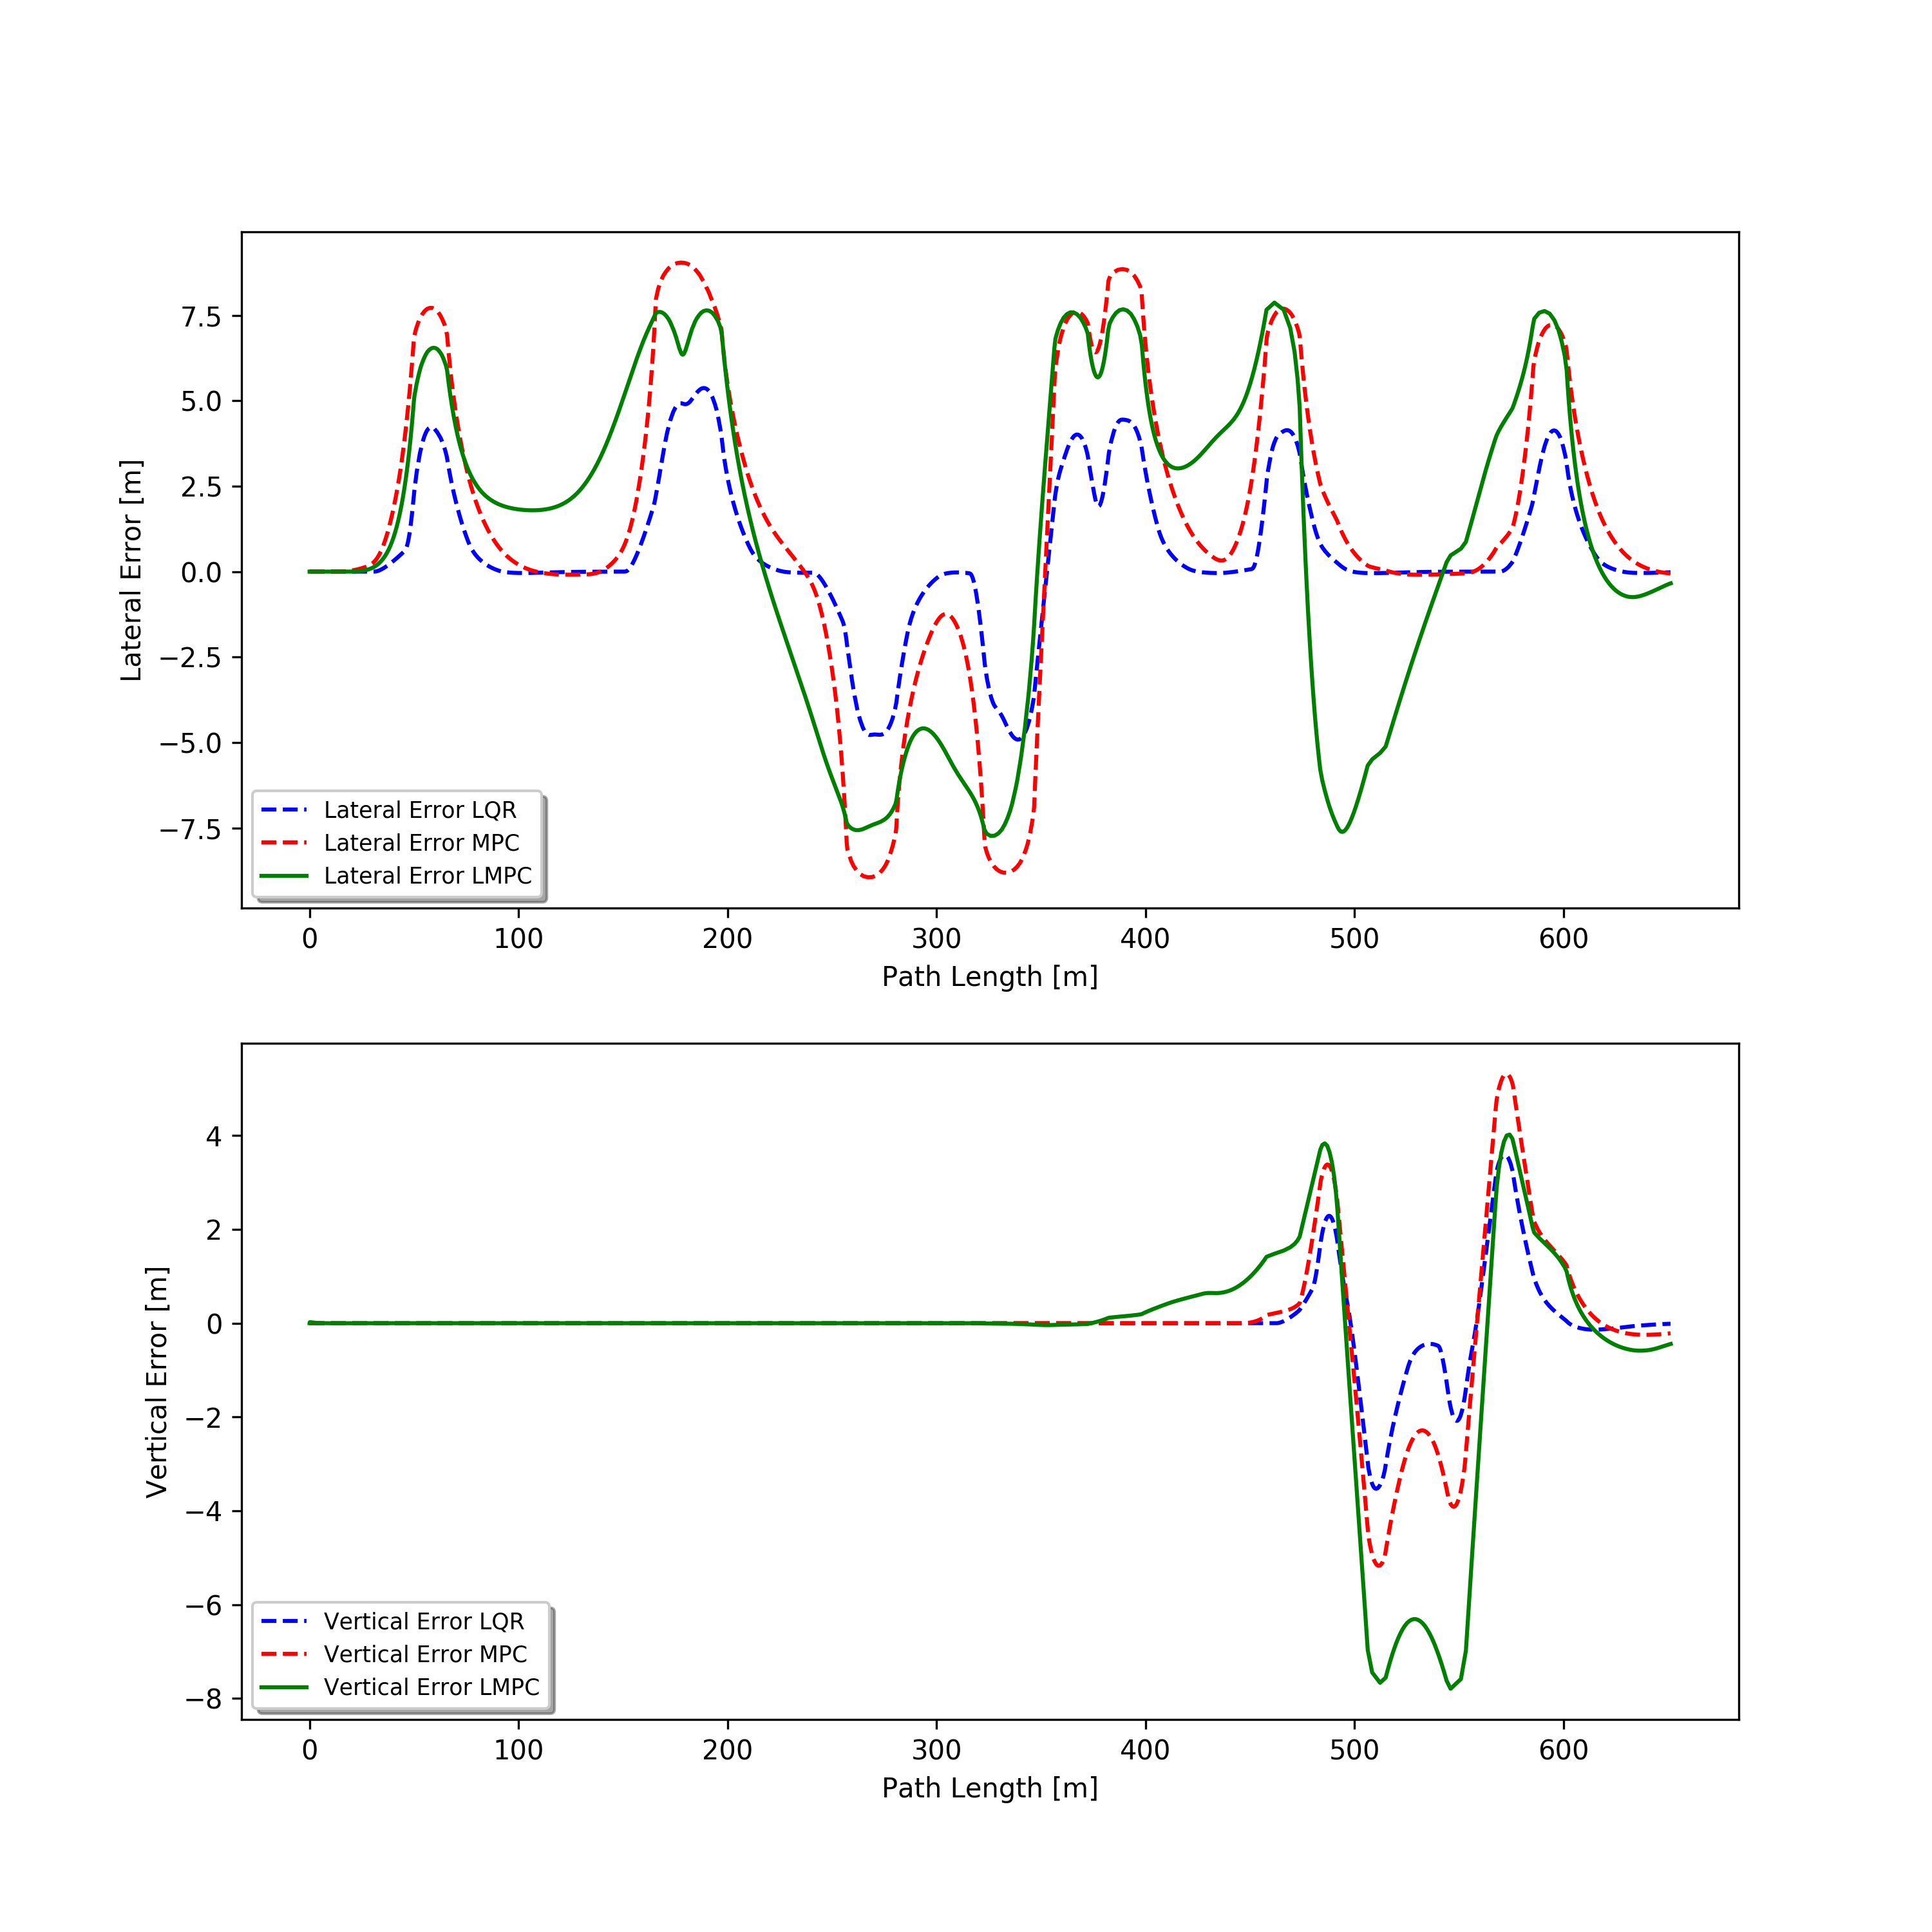 7.5
5.0
2.5
0.0
−2.5
−5.0
−7.5
Lateral Error [m]
Lateral Error LQR
Lateral Error MPC
Lateral Error LMPC
0 100 200 300 400 500 600
Path Length [m]
4
2
0
−2
−4
−6
−8
Vertical Error [m]
Vertical Error LQR
Vertical Error MPC
Vertical Error LMPC
0 100 200 300 400 500 600
Path Length [m]